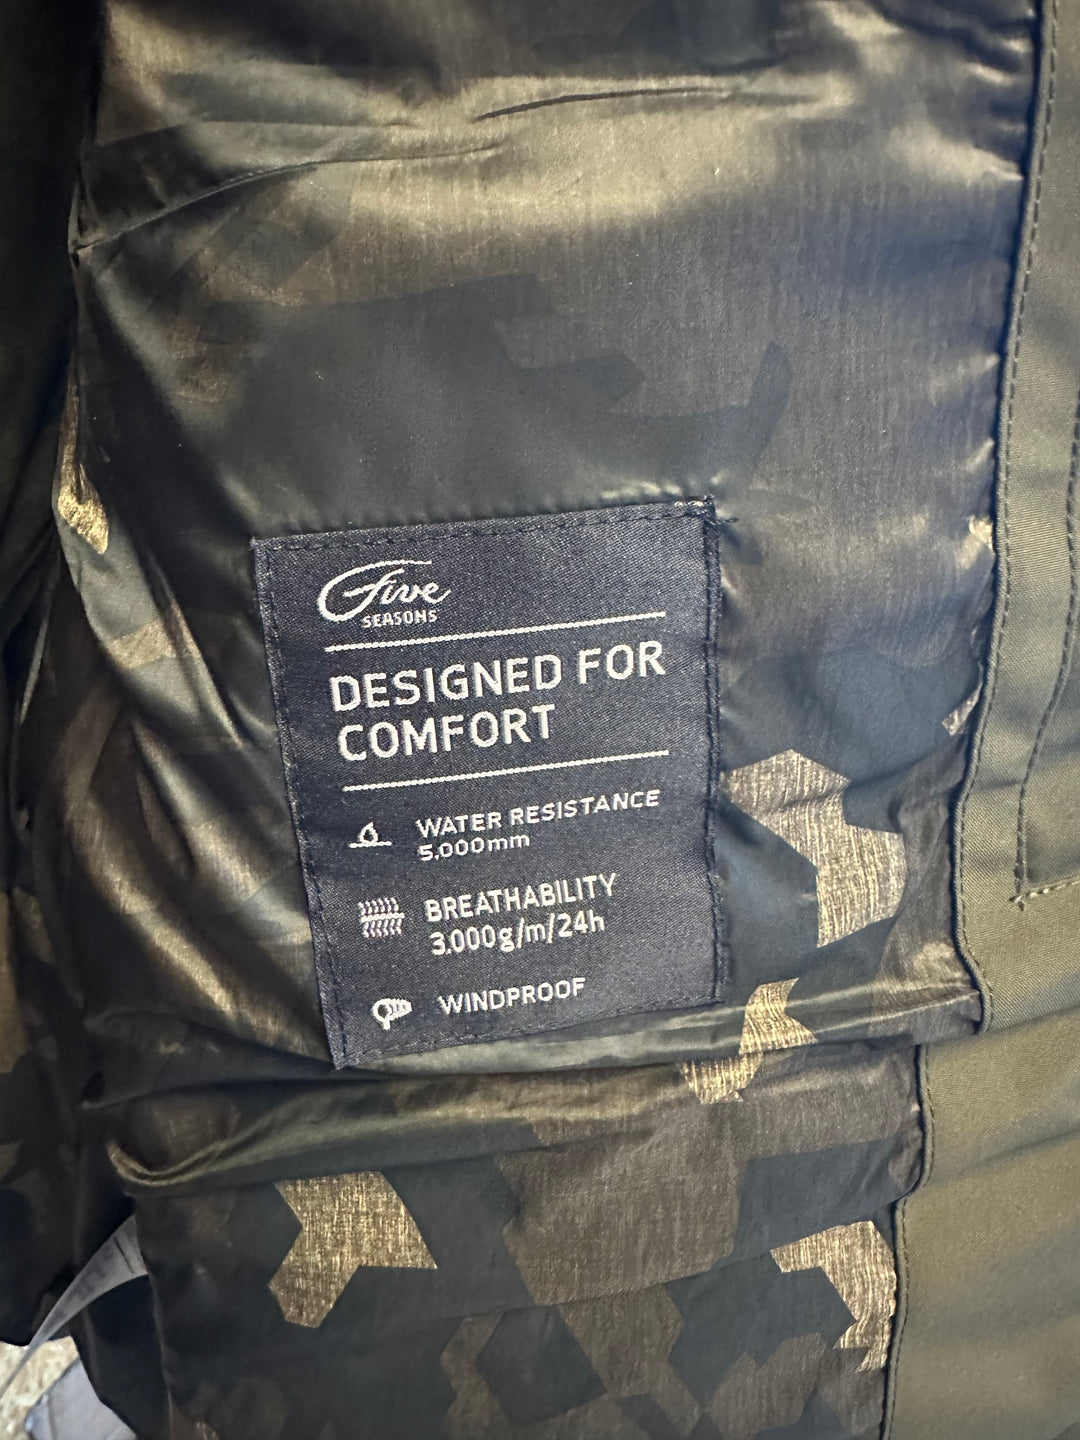 Five
SEASONS
DESIGNED FOR
COMFORT
WATER RESISTANCE
5.000mm
BREATHABILITY
3.000g/m/24h
WINDPROOF